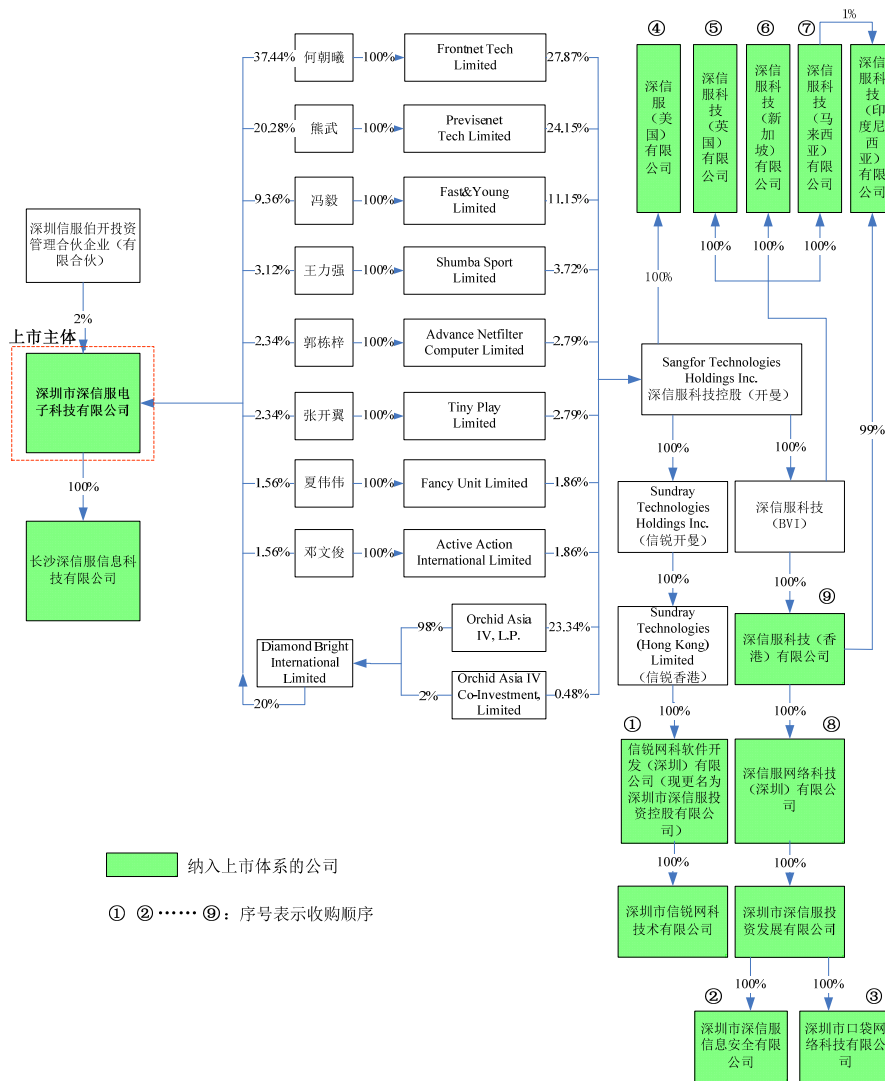 ④
⑤
⑥
⑦
1%
37.44%
何朝曦
100%
Frontnet Tech
Limited
27.87%
深信服（美国）有限公司
深信服科技（英国）有限公司
深信服科技（新加坡）有限公司
深信服科技（马来西亚）有限公司
深信服科技（印度尼西亚）有限公司
20.28%
熊武
100%
Previsenet
Tech Limited
24.15%
9.36%
冯毅
100%
Fast&Young
Limited
11.15%
深圳信服伯开投资
管理合伙企业（有
限合伙）
100%
100%
100%
3.12%
王力强
100%
Shumba Sport
Limited
3.72%
100%
2%
上市主体
2.34%
郭栋梓
100%
Advance Netfilter
Computer Limited
2.79%
深圳市深信服电
子科技有限公司
Sangfor Technologies
Holdings Inc.
深信服科技控股（开曼）
2.34%
张开翼
100%
Tiny Play
Limited
2.79%
99%
100%
100%
100%
1.56%
夏伟伟
100%
Fancy Unit Limited
1.86%
Sundray
Technologies
Holdings Inc.
（信锐开曼）
深信服科技
（BVI）
长沙深信服信息科
技有限公司
1.56%
邓文俊
100%
Active Action
International Limited
1.86%
100%
100%
⑨
98%
Orchid Asia
IV, L.P.
23.34%
Sundray
Technologies
(Hong Kong)
Limited
（信锐香港）
深信服科技（香
港）有限公司
Diamond Bright
International
Limited
2%
Orchid Asia IV
Co-Investment,
Limited
0.48%
20%
100%
100%
①
⑧
信锐网科软件开
发（深圳）有限
公司（现更名为
深圳市深信服投
资控股有限公
司）
深信服网络科技
（深圳）有限公
司
纳入上市体系的公司
100%
100%
① ②……⑨：序号表示收购顺序
深圳市信锐网科
技术有限公司
深圳市深信服投
资发展有限公司
100%
100%
②
③
深圳市深信服
信息安全有限
公司
深圳市口袋网
络科技有限公
司